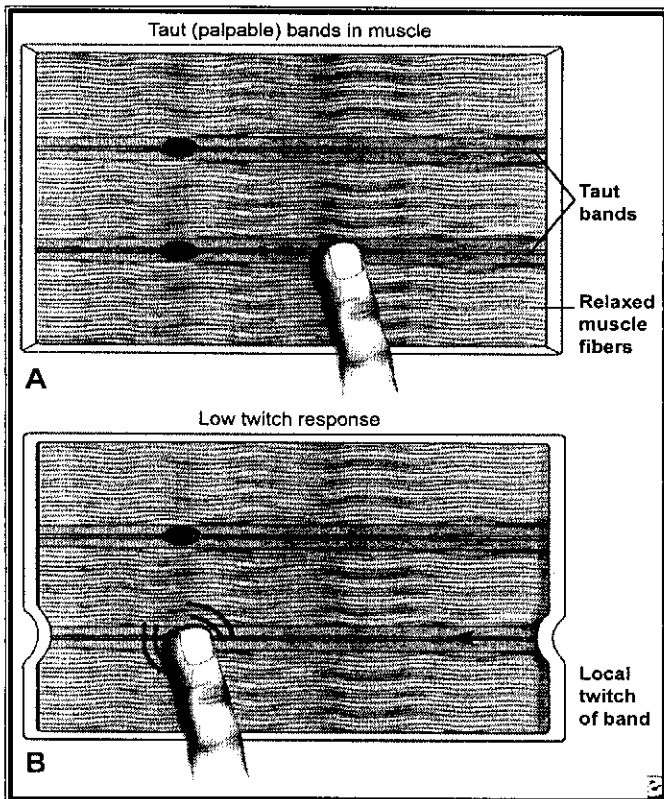 Taut (palpable) bands in muscle
Taut
bands
Relaxed
muscle
fibers
A
Low twitch response
Local
twitch
of band
B